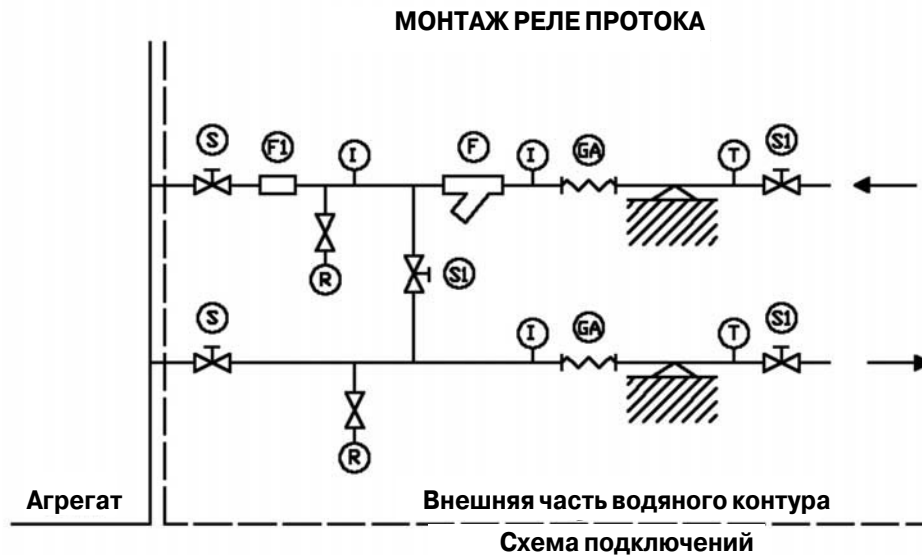 МОНТАЖ РЕЛЕ ПРОТОКА
S F1 I F I GA T S1
R S1
S I GA T S1
R
Агрегат Внешняя часть водяного контура
Схема подключений